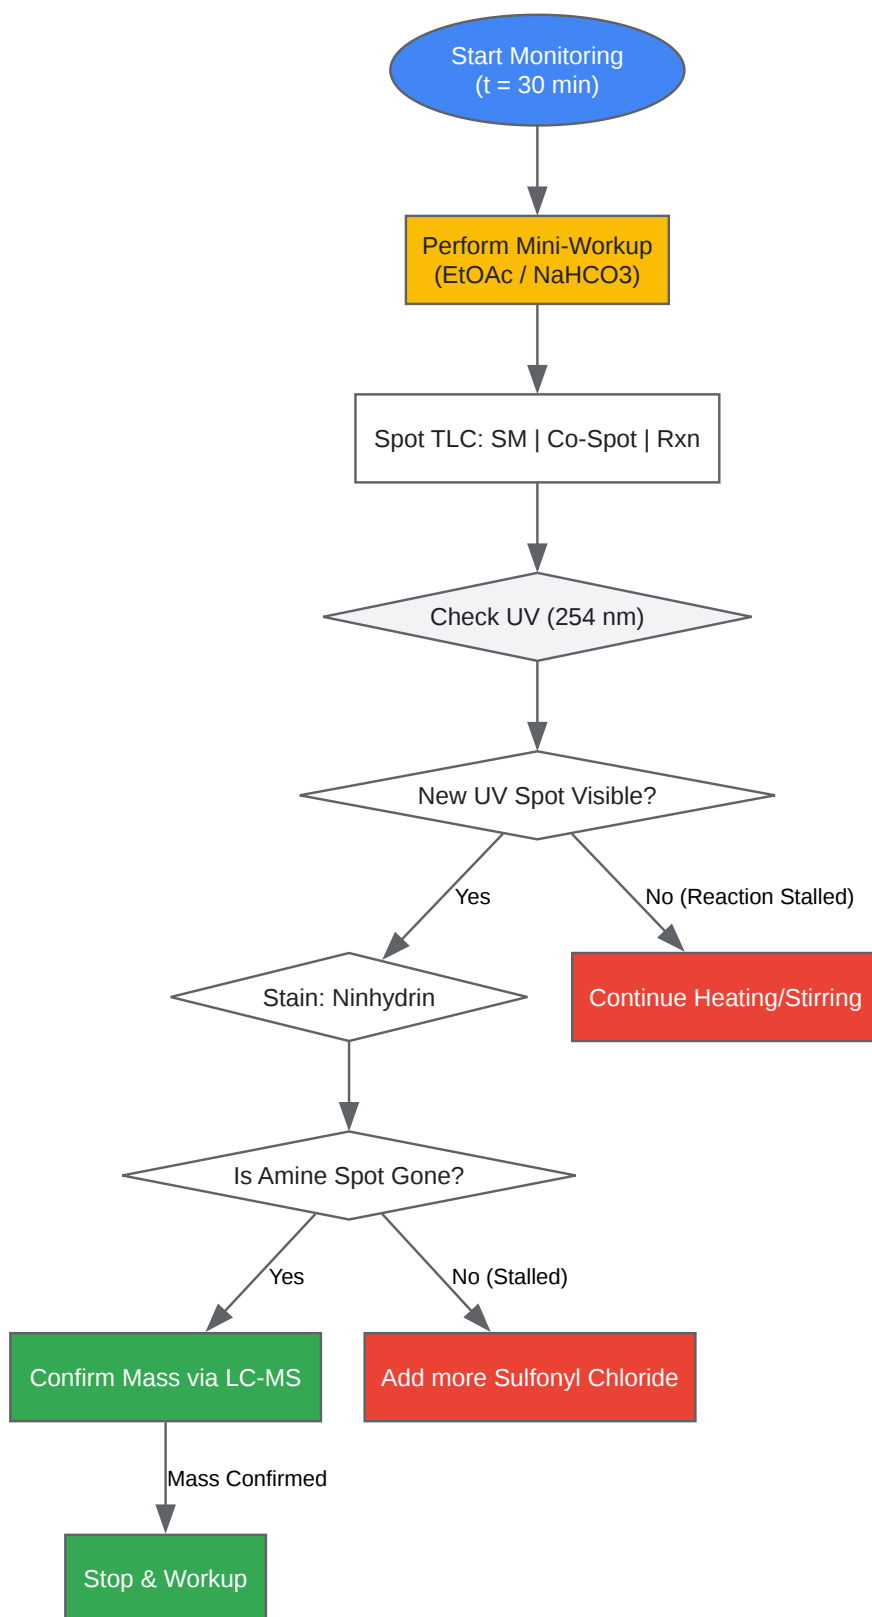 Start Monitoring
(t = 30 min)
Perform Mini-Workup
(EtOAc / NaHCO3)
Spot TLC: SM | Co-Spot | Rxn
Check UV (254 nm)
New UV Spot Visible?
Yes
No (Reaction Stalled)
Stain: Ninhydrin
Continue Heating/Stirring
Is Amine Spot Gone?
Yes
No (Stalled)
Confirm Mass via LC-MS
Add more Sulfonyl Chloride
Mass Confirmed
Stop & Workup